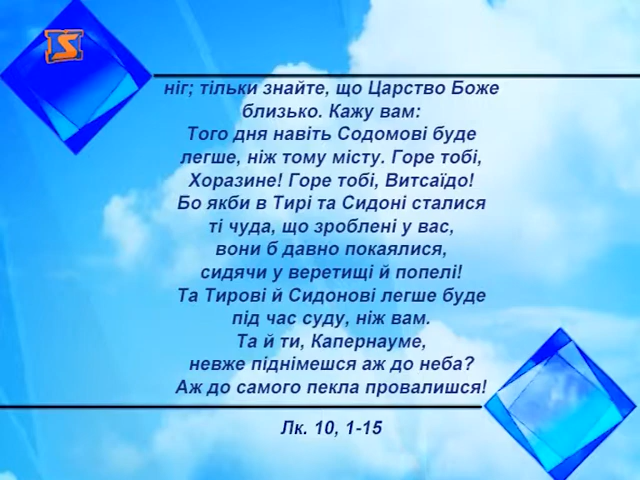 IS
ніг; тільки знайте, що Царство Боже
близько. Кажу вам:
Того дня навіть Содомові буде
легше, ніж тому місту. Горе тобі,
Хоразине! Горе тобі, Витсаїдо!
Бо якби в Тирі та Сидоні сталися
ті чуда, що зроблені у вас,
вони б давно покаялися,
сидячи у веретищі й попелі!
Та Тирові й Сидонові легше буде
під час суду, ніж вам.
Та й ти, Капернауме,
невже піднімешся аж до неба?
Аж до самого пекла провалишся!
Лк. 10, 1-15